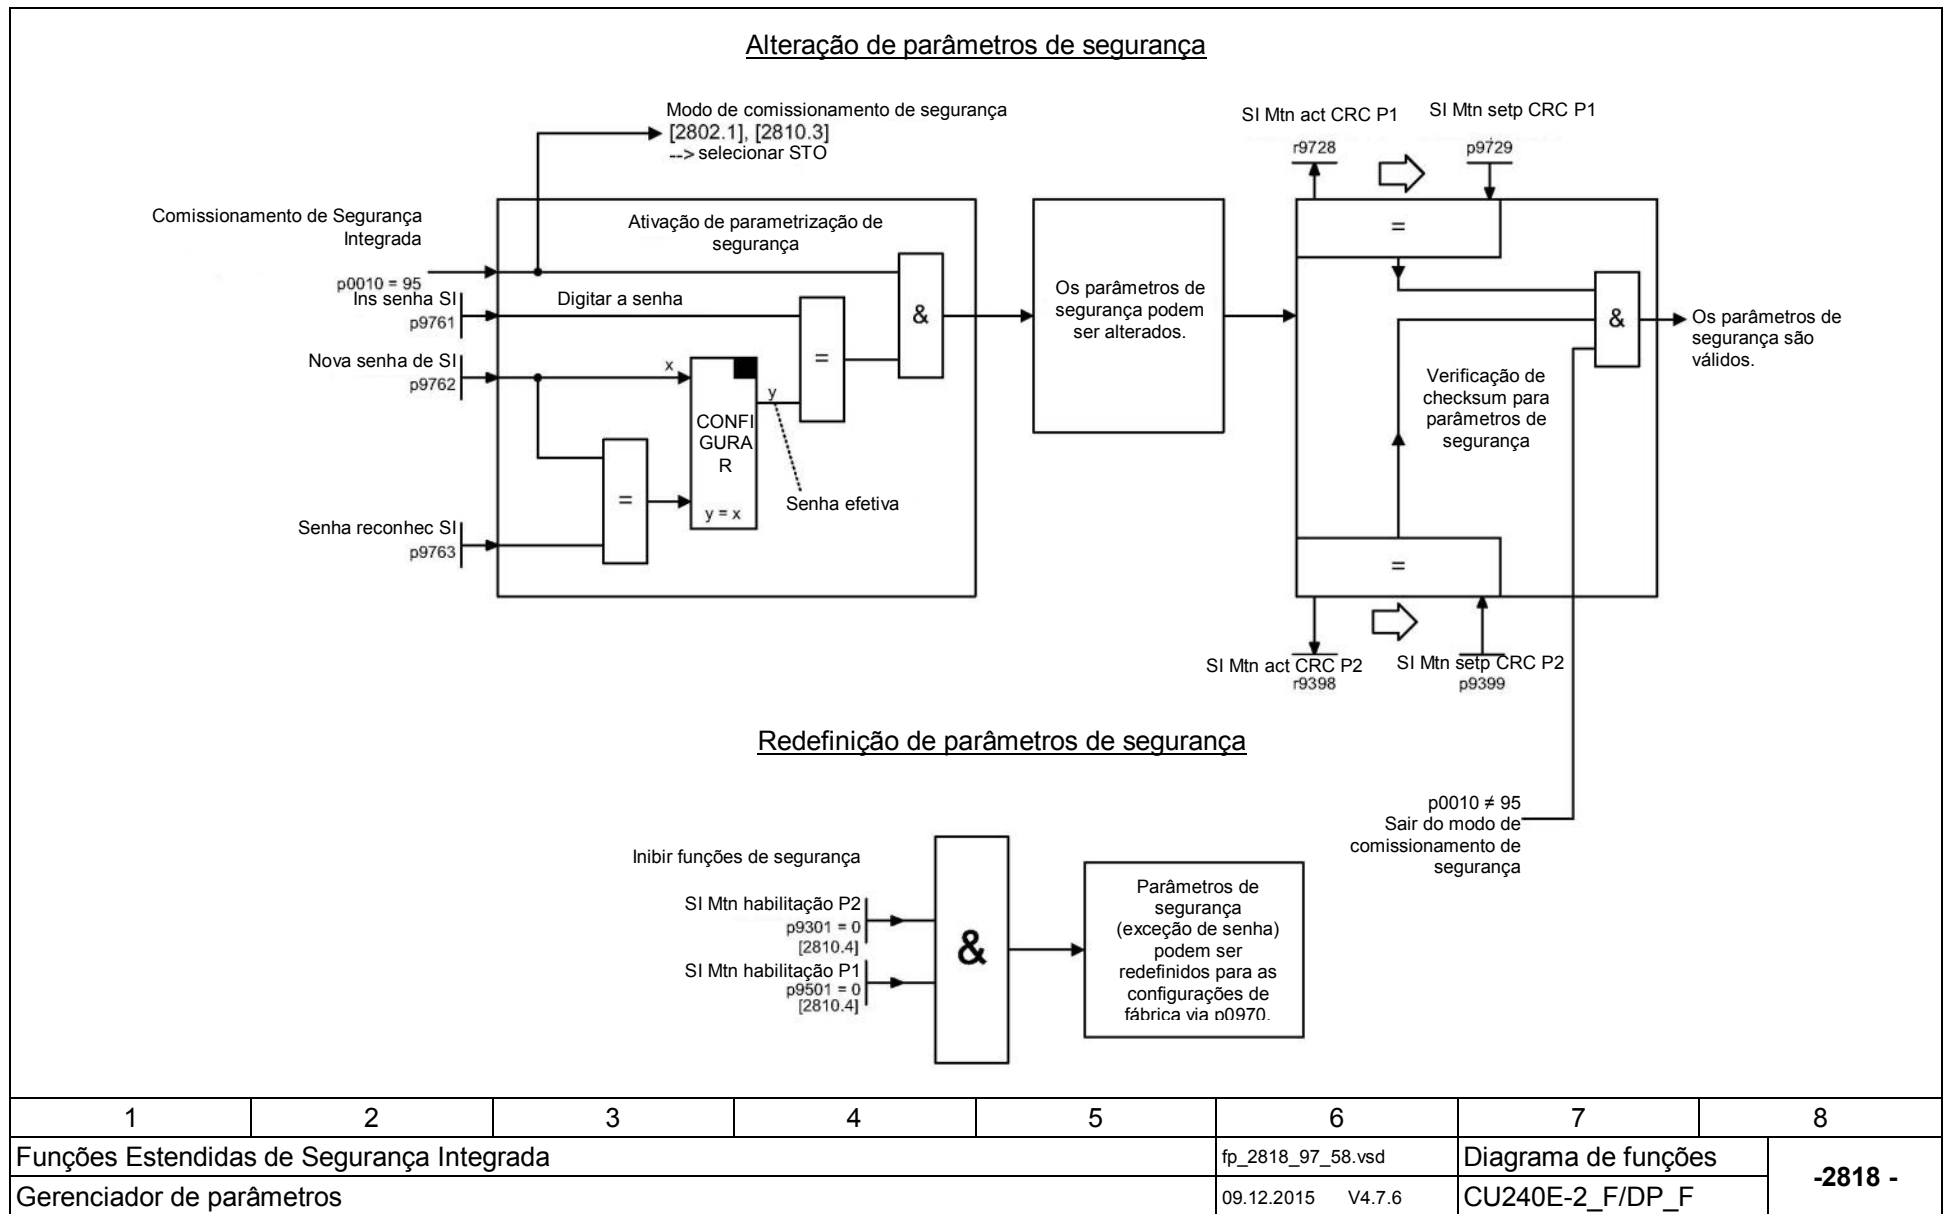 Alteração de parâmetros de segurança
Modo de comissionamento de segurança
[2802.1], [2810.3]
--> selecionar STO
SI Mtn act CRC P1
r9728
SI Mtn setp CRC P1
p9729
Comissionamento de Segurança
Integrada
p0010 = 95
Ativação de parametrização de
segurança
Ins senha SI
p9761
Digitar a senha
Nova senha de SI
p9762
x
y
CONFI
GURA
R
y = x
=
=
&
Senha efetiva
Senha reconhec SI
p9763
Os parâmetros de
segurança podem
ser alterados.
=
&
Os parâmetros de
segurança são
válidos.
Verificação de
checksum para
parâmetros de
segurança
=
SI Mtn act CRC P2
r9398
SI Mtn setp CRC P2
p9399
Redefinição de parâmetros de segurança
p0010 ≠ 95
Sair do modo de
comissionamento de
segurança
Inibir funções de segurança
SI Mtn habilitação P2
p9301 = 0
[2810.4]
SI Mtn habilitação P1
p9501 = 0
[2810.4]
&
Parâmetros de
segurança
(exceção de senha)
podem ser
redefinidos para as
configurações de
fábrica via p0970.
1 2 3 4 5 6 7 8
Funções Estendidas de Segurança Integrada
fp_2818_97_58.vsd
Diagrama de funções
-2818 -
Gerenciador de parâmetros
09.12.2015 V4.7.6
CU240E-2_F/DP_F